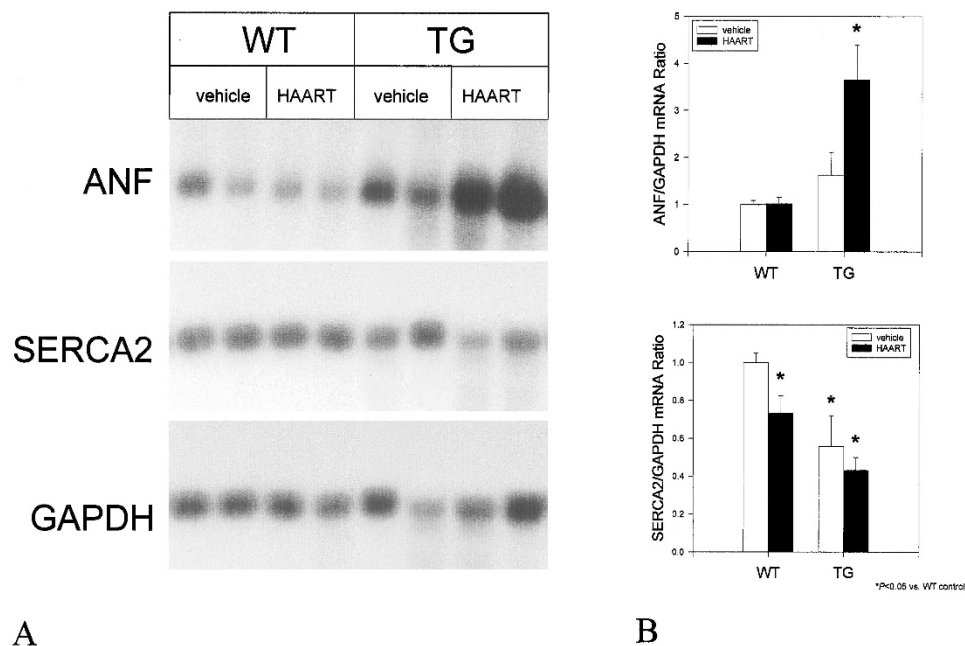 WT TG
vehicle HAART vehicle HAART
ANF
SERCA2
GAPDH
A
ANF/GAPDH mRNA Ratio
5
4
3
2
1
0
vehicle
HAART
*
WT TG
SERCA2/GAPDH mRNA Ratio
1.2
1.0
0.8
0.6
0.4
0.2
0.0
vehicle
HAART
* * *
WT TG
*P<0.05 vs. WT control
B